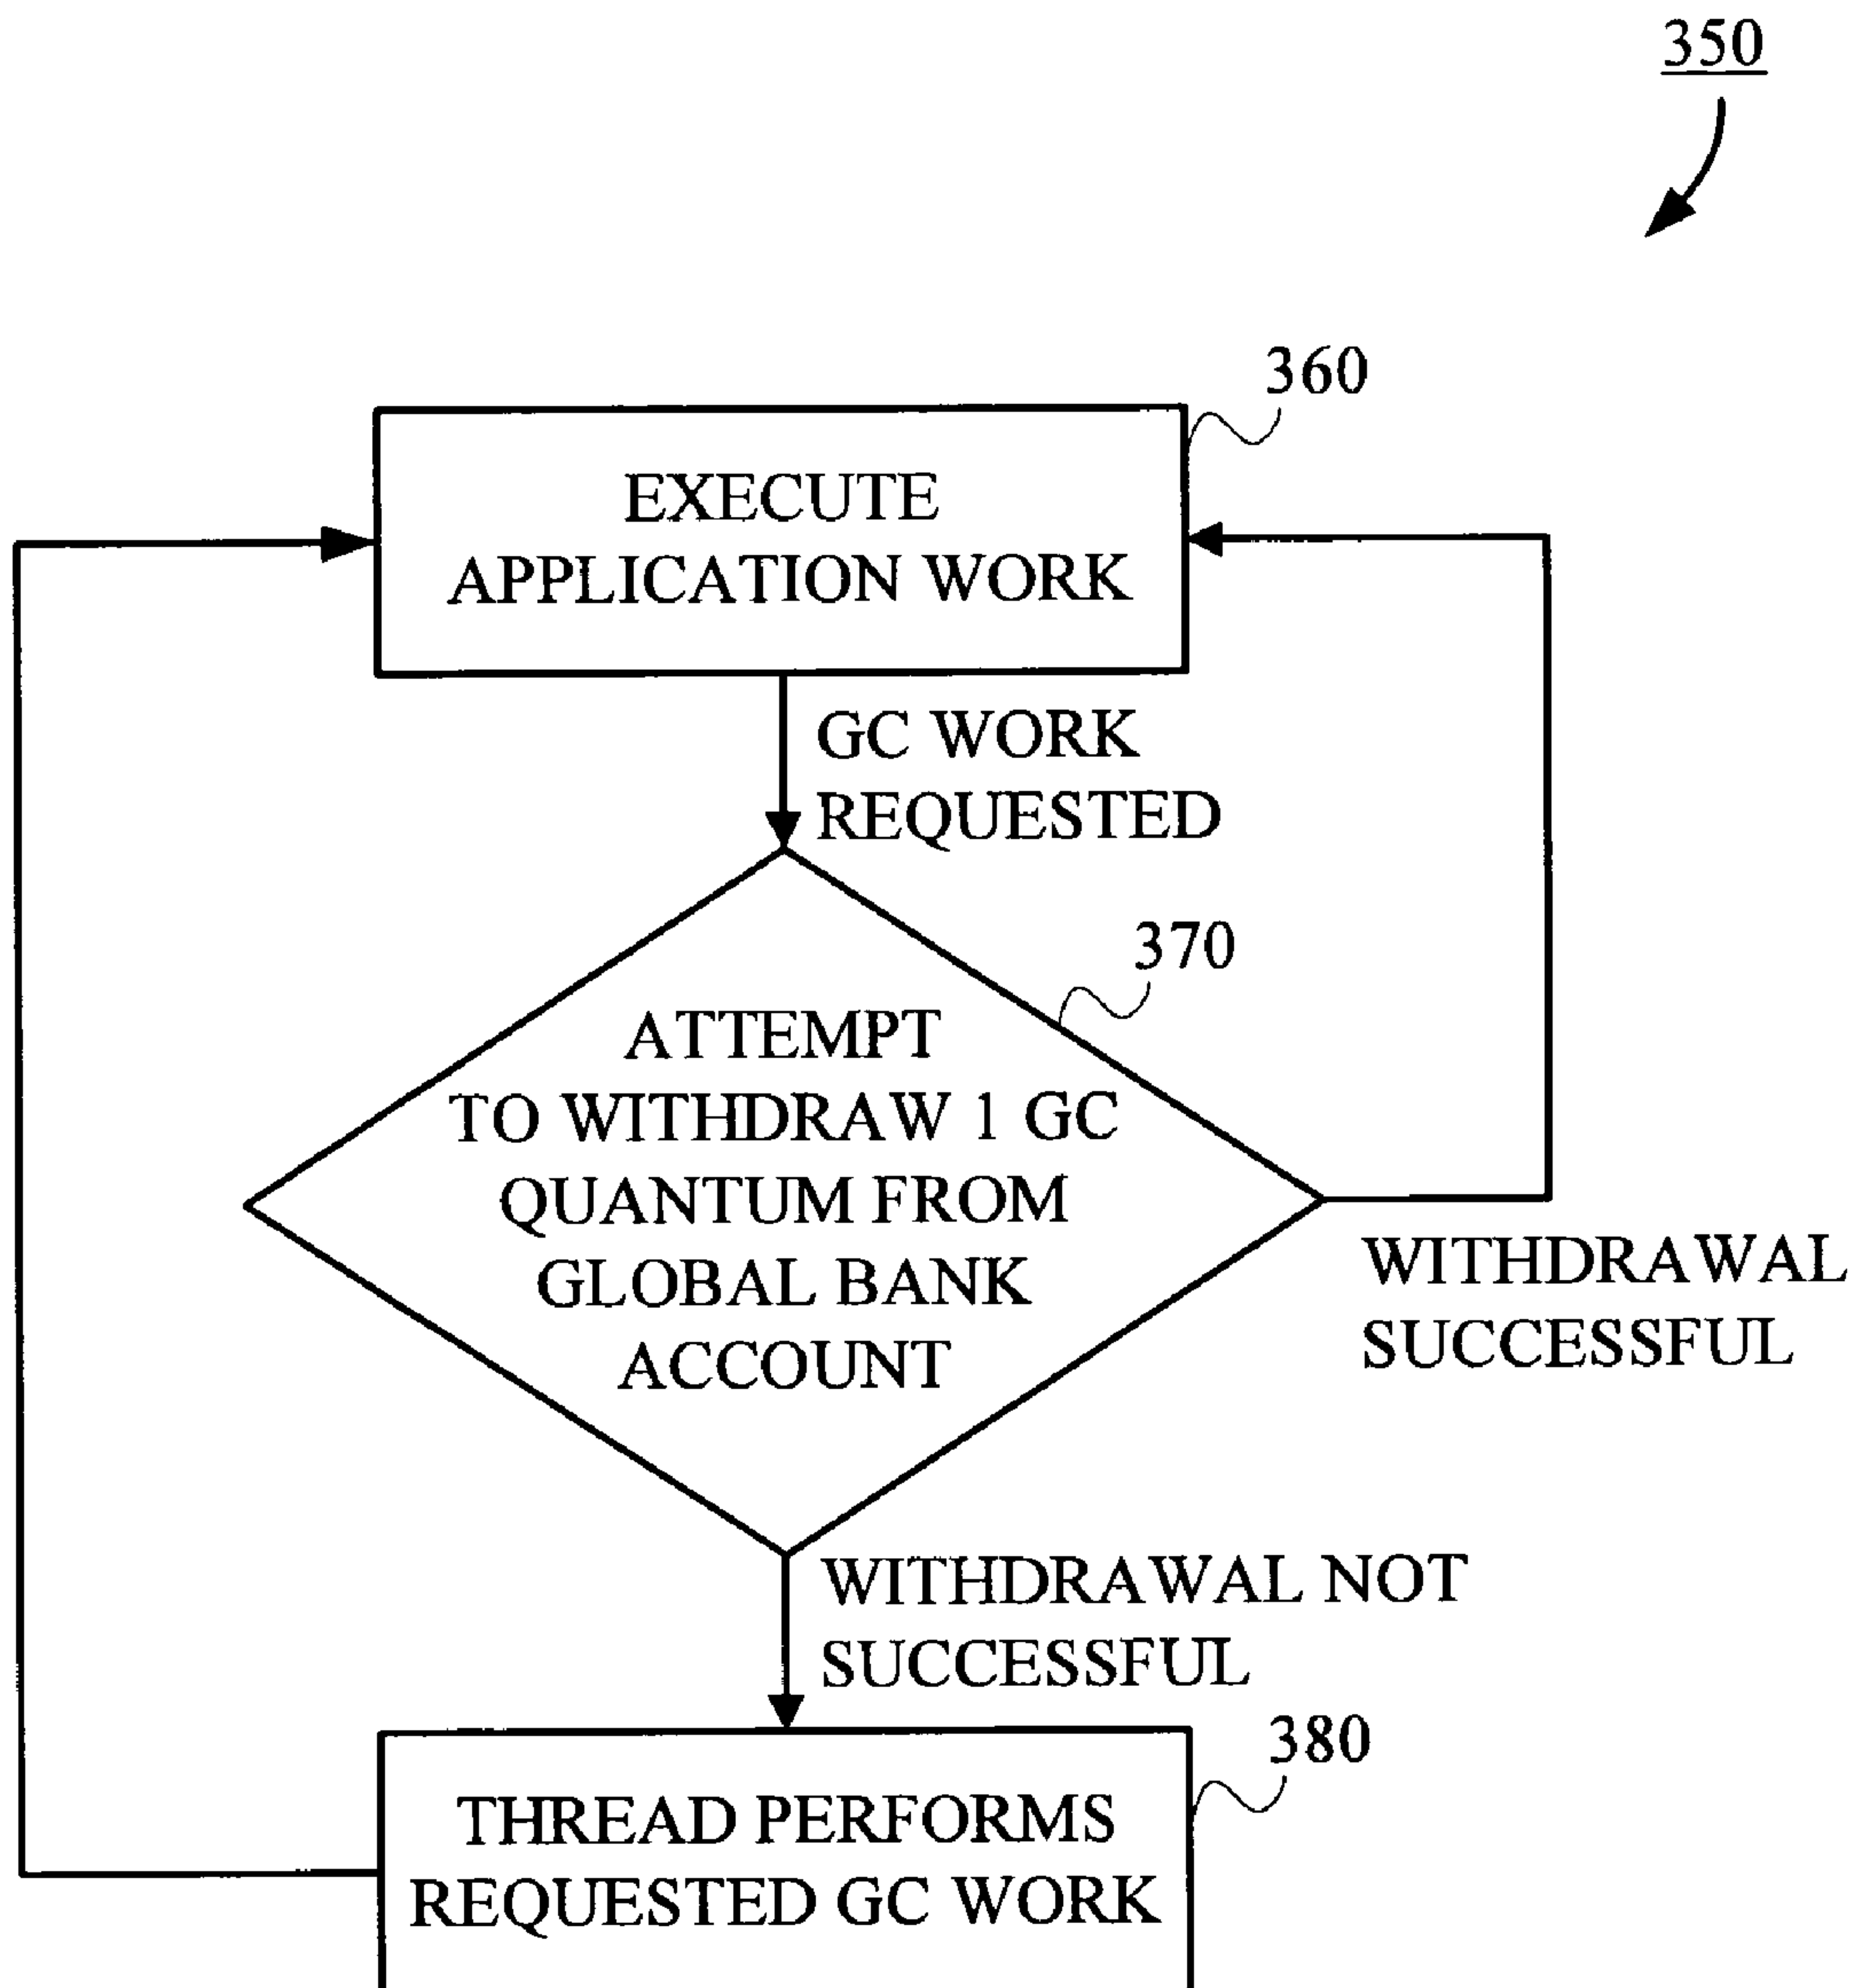 350
360
EXECUTE
APPLICATION WORK
GC WORK
REQUESTED
370
ATTEMPT
TO WITHDRAW 1 GC
QUANTUM FROM
GLOBAL BANK
ACCOUNT
WITHDRAWAL
SUCCESSFUL
WITHDRAWAL NOT
SUCCESSFUL
380
THREAD PERFORMS
REQUESTED GC WORK